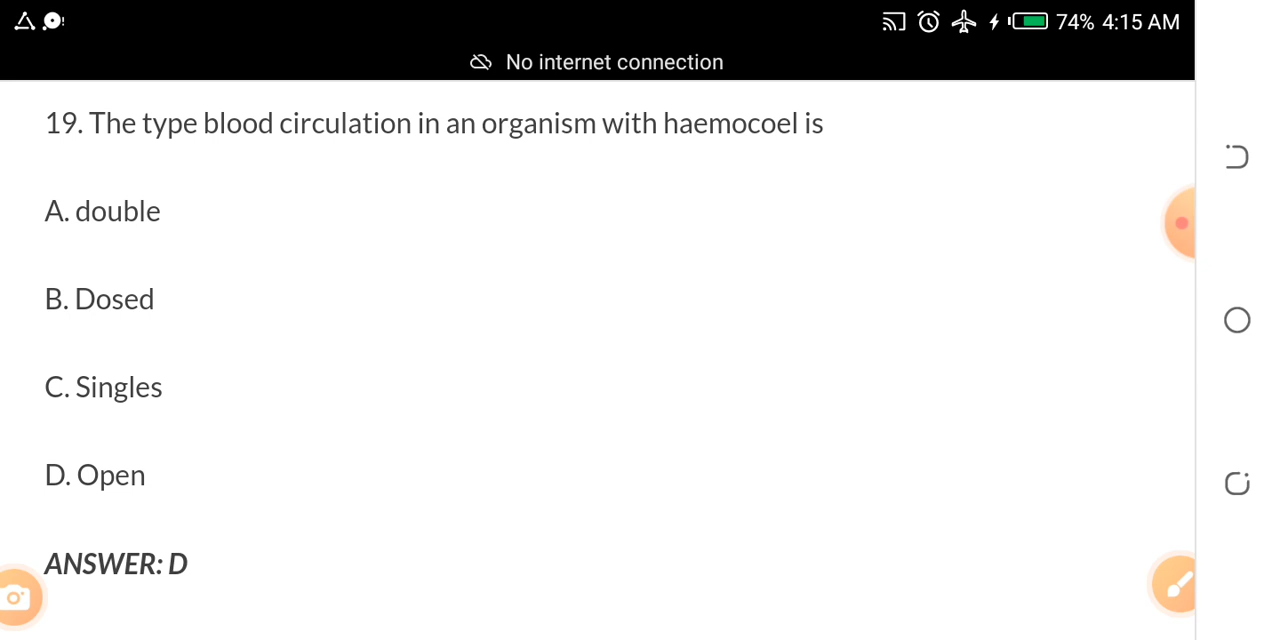 74% 4:15 AM
No internet connection
19. The type blood circulation in an organism with haemocoel is
A. double
B. Dosed
C. Singles
D. Open
ANSWER: D